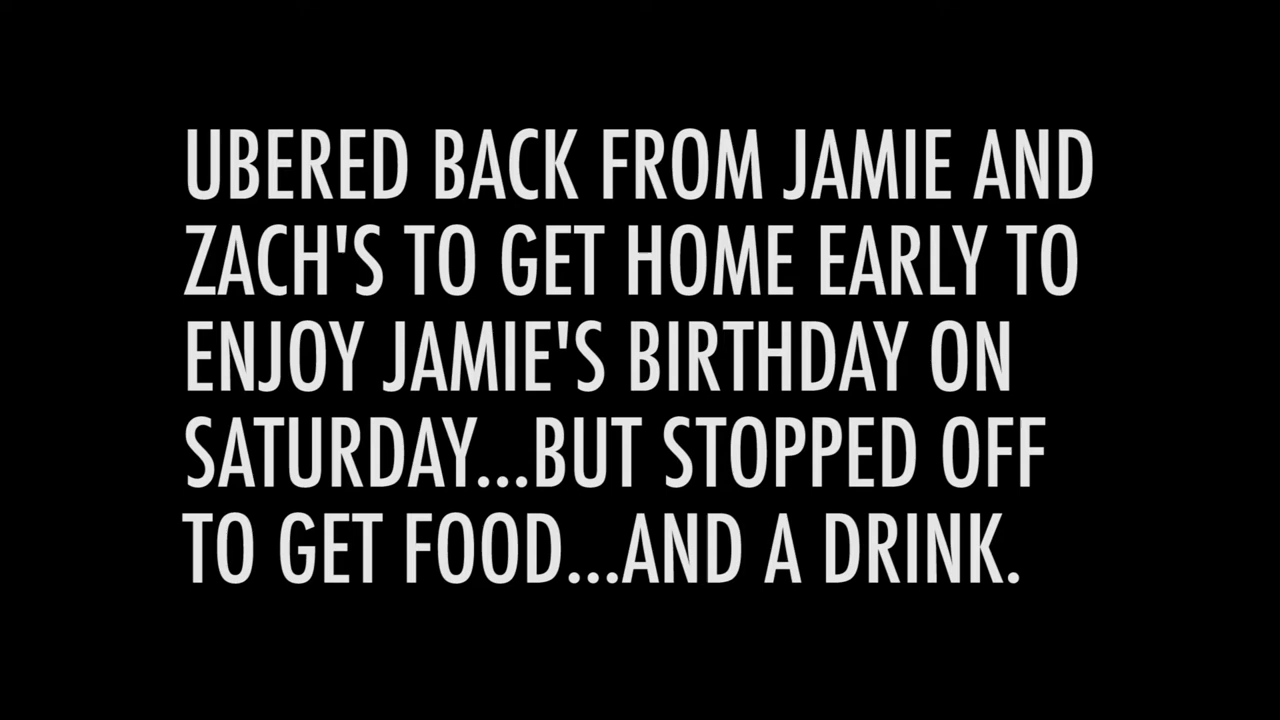 UBERED BACK FROM JAMIE AND
ZACH'S TO GET HOME EARLY TO
ENJOY JAMIE'S BIRTHDAY ON
SATURDAY...BUT STOPPED OFF
TO GET FOOD...AND A DRINK.